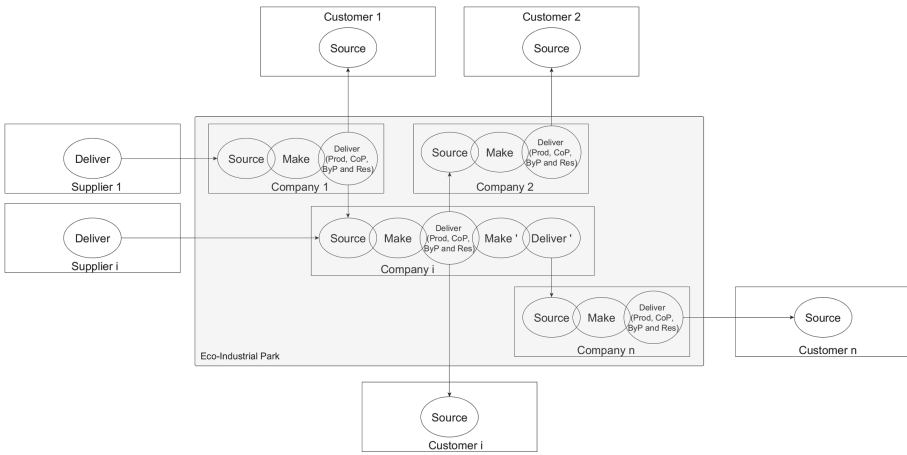 Customer 1
Source
Customer 2
Source
Deliver
Supplier 1
Source
Make
Deliver
(Prod, CoP,
ByP and Res)
Company 1
Source
Make
Deliver
(Prod, CoP,
ByP and Res)
Company 2
Deliver
Supplier i
Source
Make
Deliver
(Prod, CoP,
ByP and Res)
Make '
Deliver '
Company i
Source
Make
Deliver
(Prod, CoP,
ByP and Res)
Company n
Source
Customer n
Eco-Industrial Park
Source
Customer i